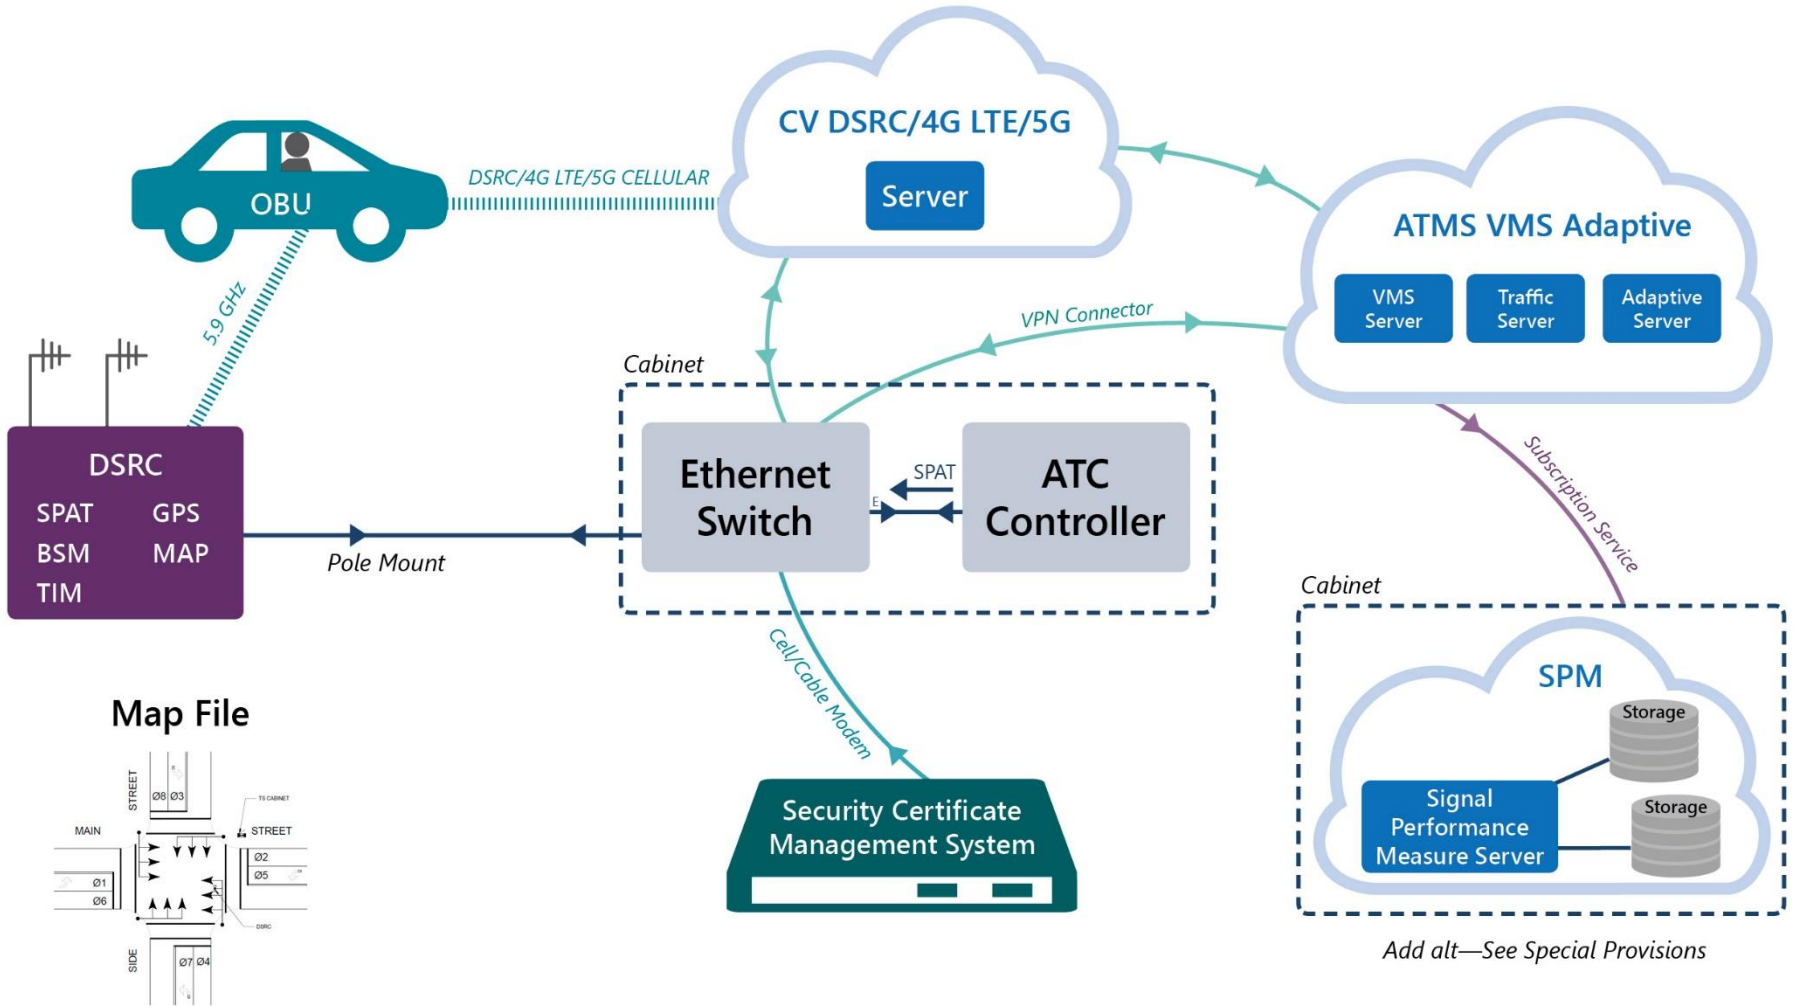 CV DSRC/4G LTE/5G
Server
DSRC/4G LTE/5G CELLULAR
OBU
5.9 GHz
ATMS VMS Adaptive
VMS
Server
Traffic
Server
Adaptive
Server
VPN Connector
Cabinet
Ethernet
Switch
SPAT
E
ATC
Controller
DSRC
SPAT
GPS
BSM
MAP
TIM
Pole Mount
Subscription Service
Cell/Cable Modem
Cabinet
SPM
Storage
Storage
Signal
Performance
Measure Server
Add alt—See Special Provisions
Security Certificate
Management System
Map File
STREET
Ø8
Ø3
TS CABINET
MAIN
STREET
Ø2
Ø5
Ø1
Ø6
DSRC
SIDE
Ø7
Ø4